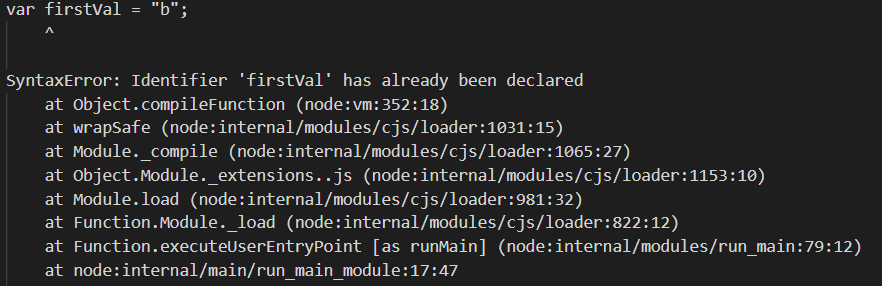 var firstVal = "b";
^
SyntaxError: Identifier 'firstVal' has already been declared
at Object.compileFunction (node:vm:352:18)
at wrapSafe (node:internal/modules/cjs/loader:1031:15)
at Module._compile (node:internal/modules/cjs/loader:1065:27)
at Object.Module._extensions..js (node:internal/modules/cjs/loader:1153:10)
at Module.load (node:internal/modules/cjs/loader:981:32)
at Function.Module._load (node:internal/modules/cjs/loader:822:12)
at Function.executeUserEntryPoint [as runMain] (node:internal/modules/run_main:79:12)
at node:internal/main/run_main_module:17:47